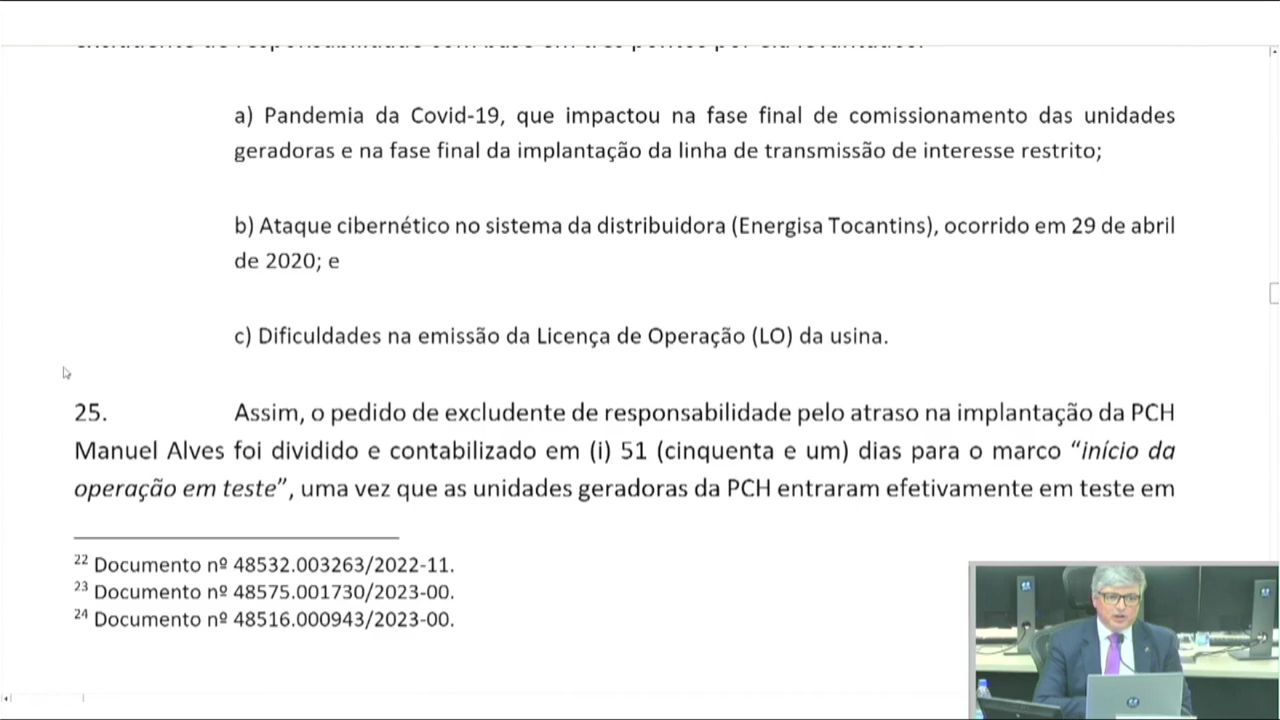 a) Pandemia da Covid-19, que impactou na fase final de comissionamento das unidades
geradoras e na fase final da implantação da linha de transmissão de interesse restrito;
b) Ataque cibernético no sistema da distribuidora (Energisa Tocantins), ocorrido em 29 de abril
de 2020; e
c) Dificuldades na emissão da Licença de Operação (LO) da usina.
25. Assim, o pedido de excludente de responsabilidade pelo atraso na implantação da PCH
Manuel Alves foi dividido e contabilizado em (i) 51 (cinquenta e um) dias para o marco “início da
operação em teste”, uma vez que as unidades geradoras da PCH entraram efetivamente em teste em
22 Documento nº 48532.003263/2022-11.
23 Documento nº 48575.001730/2023-00.
24 Documento nº 48516.000943/2023-00.